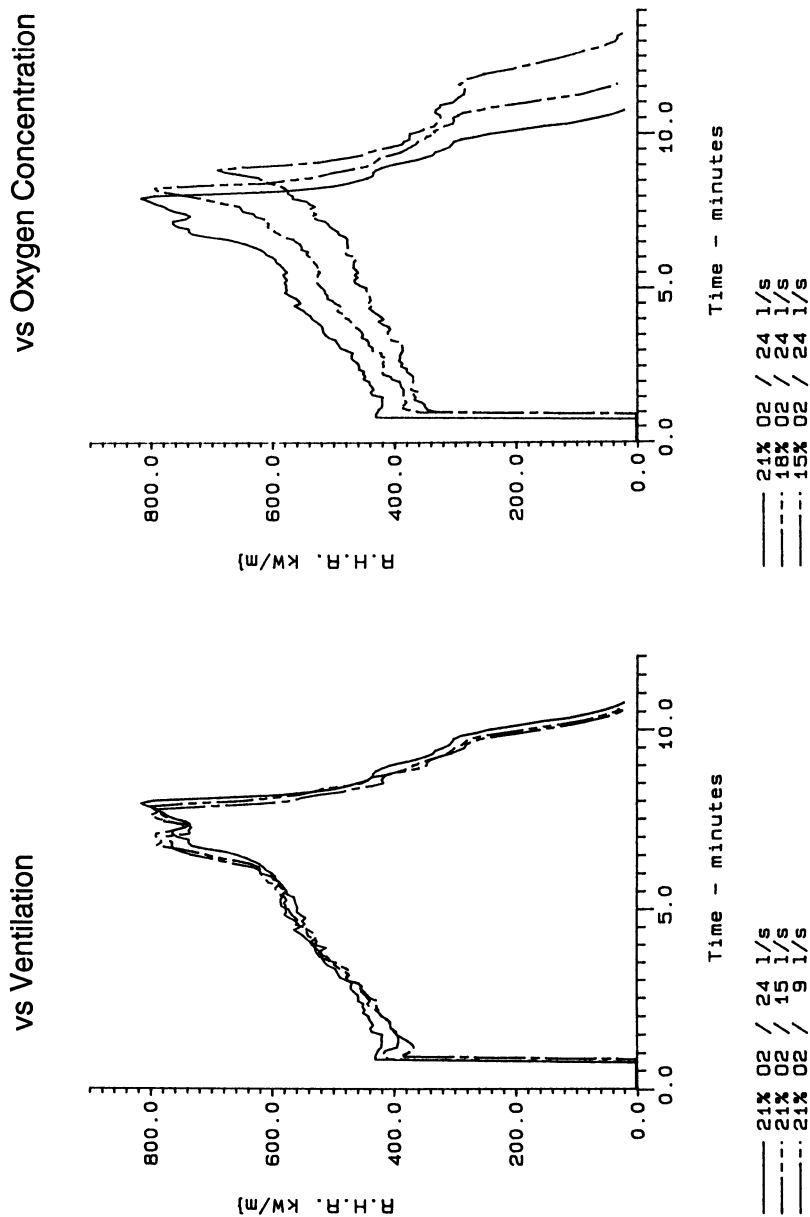 vs Ventilation
800.0
600.0
400.0
200.0
0.0
R.H.R. kW/m}
0.0
5.0
10.0
Time - minutes
21% O2 / 24 l/s
21% O2 / 15 l/s
21% O2 / 9 l/s
vs Oxygen Concentration
800.0
600.0
400.0
200.0
0.0
R.H.R. kW/m}
0.0
5.0
10.0
Time - minutes
21% O2 / 24 l/s
18% O2 / 24 l/s
15% O2 / 24 l/s